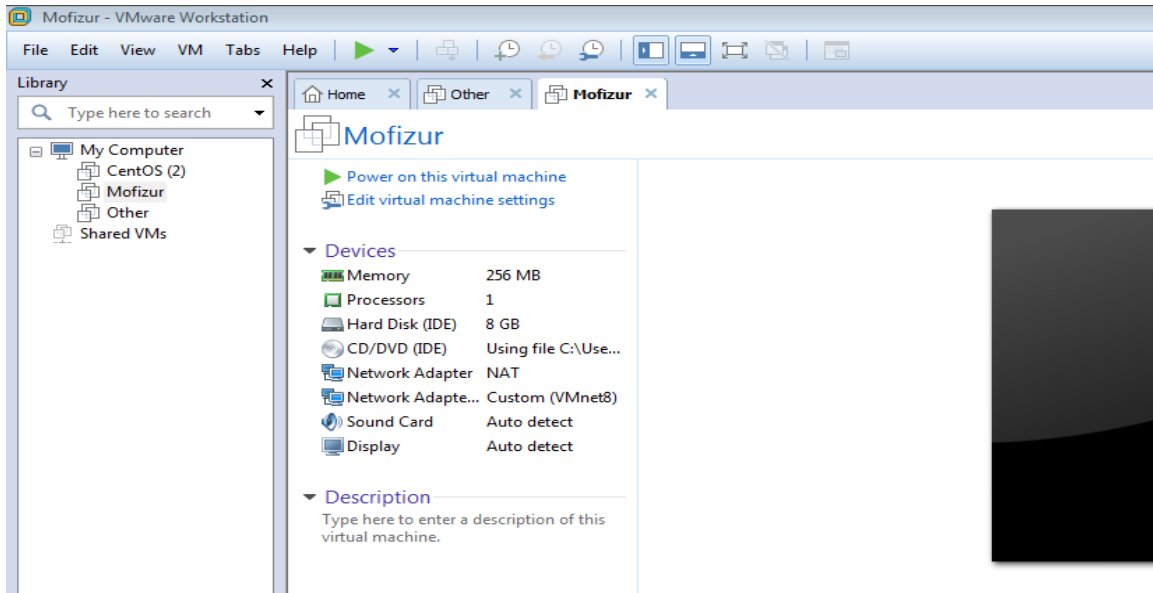 Mofizur - VMware Workstation
File Edit View VM Tabs Help
Library ×
Type here to search
Home × Other × Mofizur ×
Mofizur
My Computer
CentOS (2)
Mofizur
Other
Shared VMs
Power on this virtual machine
Edit virtual machine settings
Devices
Memory 256 MB
Processors 1
Hard Disk (IDE) 8 GB
CD/DVD (IDE) Using file C:\Use...
Network Adapter NAT
Network Adapte... Custom (VMnet8)
Sound Card Auto detect
Display Auto detect
Description
Type here to enter a description of this
virtual machine.